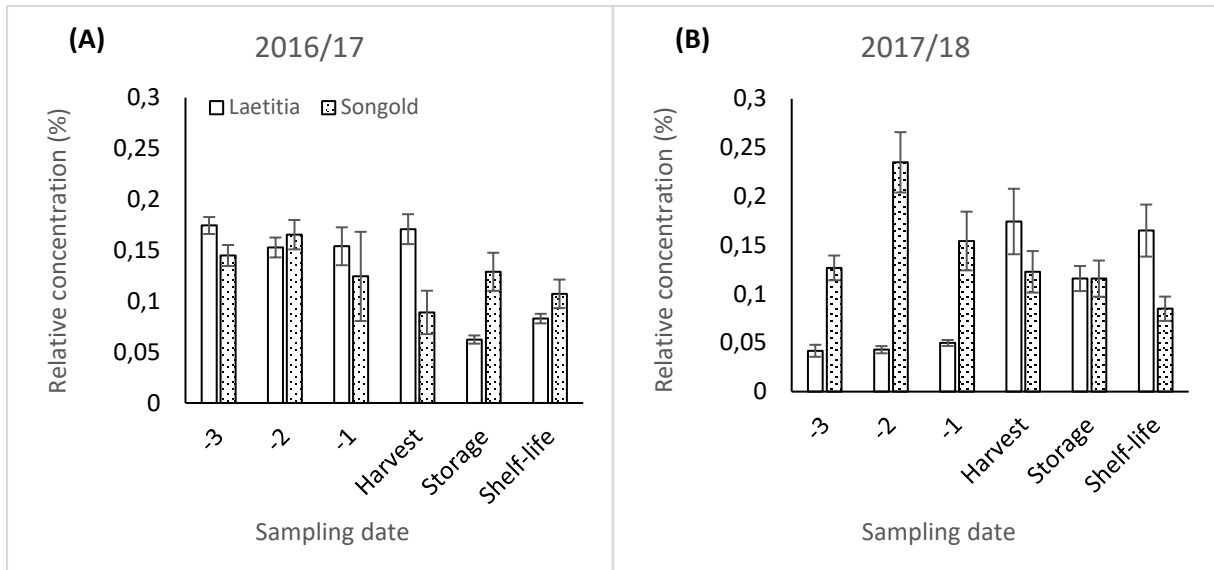 (A)
2016/17
Relative concentration (%)
0,3
0,25
0,2
0,15
0,1
0,05
0
Laetitia
Songold
-3
-2
-1
Harvest
Storage
Shelf-life
Sampling date
(B)
2017/18
Relative concentration (%)
0,3
0,25
0,2
0,15
0,1
0,05
0
-3
-2
-1
Harvest
Storage
Shelf-life
Sampling date